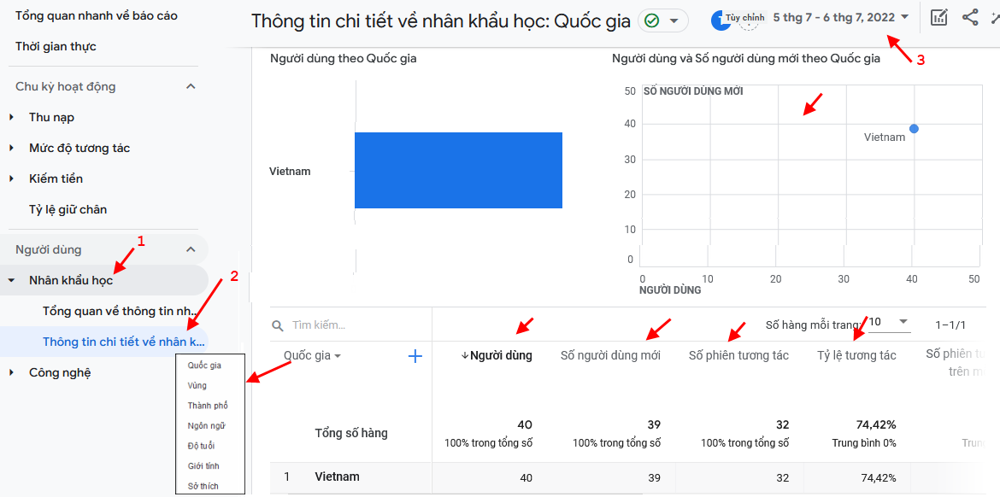 Tổng quan nhanh về báo cáo
Thời gian thực
Chu kỳ hoạt động
Thu nạp
Mức độ tương tác
Kiếm tiền
Tỷ lệ giữ chân
Người dùng
1
Nhân khẩu học
2
Tổng quan về thông tin nh...
Thông tin chi tiết về nhân k...
Công nghệ
Quốc gia
Vùng
Thành phố
Ngôn ngữ
Độ tuổi
Giới tính
Sở thích
Thông tin chi tiết về nhân khẩu học: Quốc gia
Tùy chỉnh
5 thg 7 - 6 thg 7, 2022
3
Người dùng theo Quốc gia
Vietnam
Người dùng và Số người dùng mới theo Quốc gia
50
SỐ NGƯỜI DÙNG MỚI
40
30
20
10
0
Vietnam
0 10 20 30 40 50
NGƯỜI DÙNG
Tìm kiếm...
Số hàng mỗi trang: 10
1–1/1
Quốc gia
Người dùng
Số người dùng mới
Số phiên tương tác
Tỷ lệ tương tác
Số phiên
trên
Tổng số hàng
40 39 32 74,42%
100% trong tổng số 100% trong tổng số 100% trong tổng số Trung bình 0%
1 Vietnam 40 39 32 74,42%